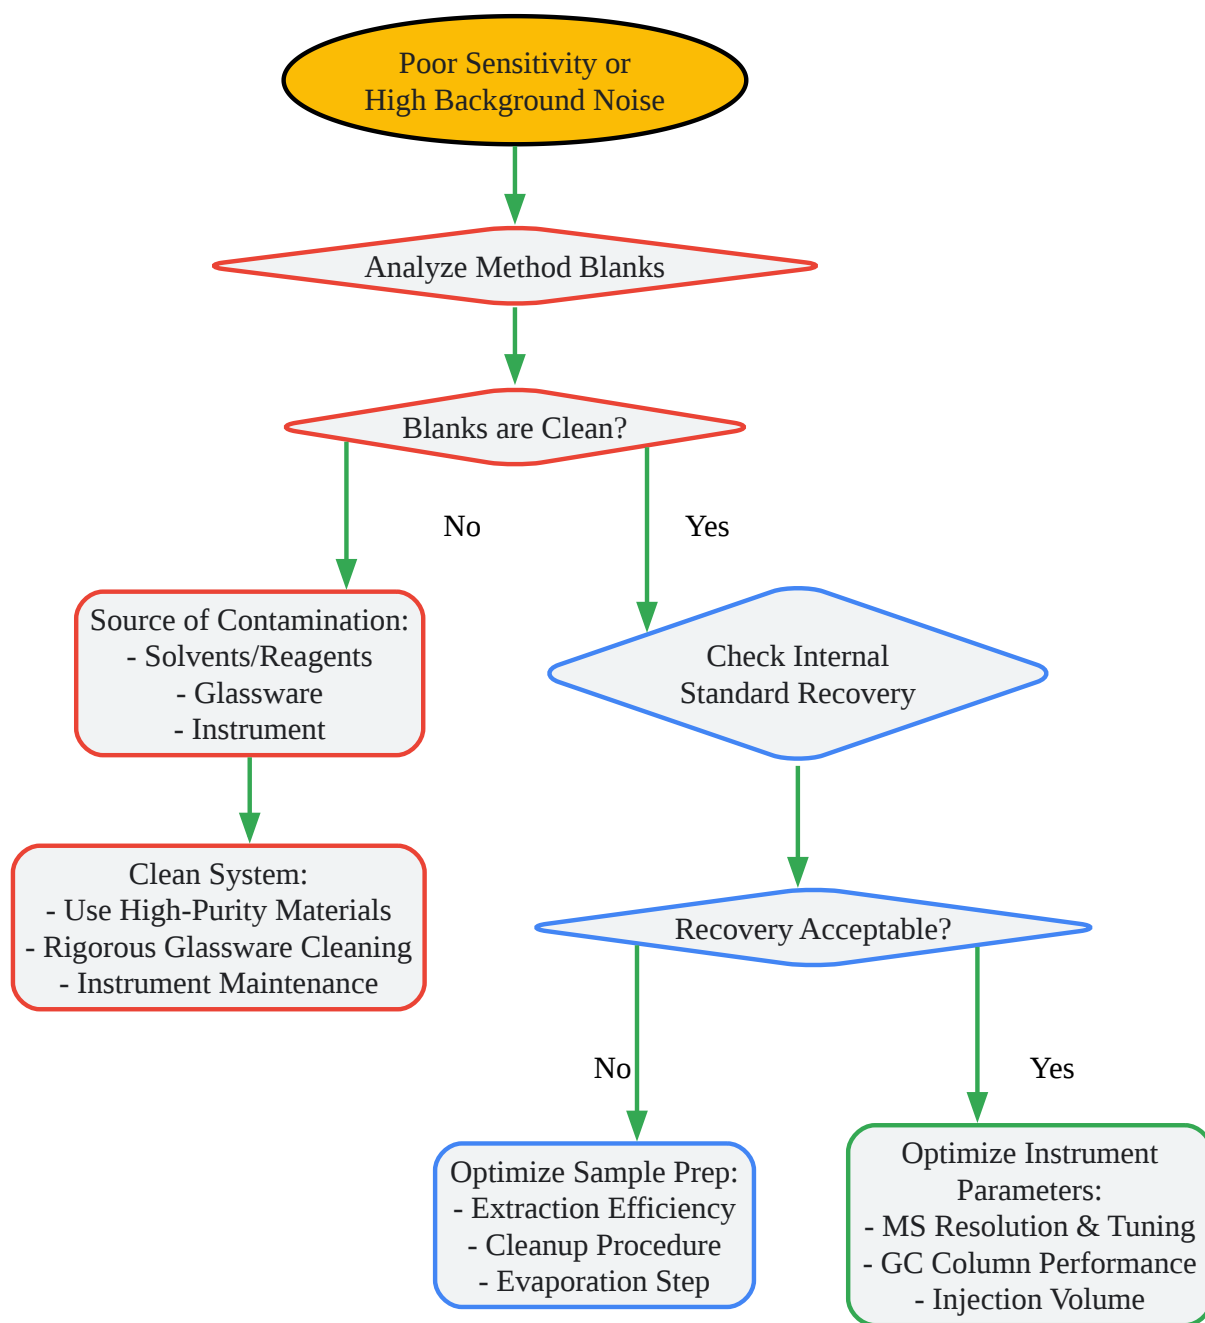 Poor Sensitivity or
High Background Noise
Analyze Method Blanks
Blanks are Clean?
No
Yes
Source of Contamination:
- Solvents/Reagents
- Glassware
- Instrument
Check Internal
Standard Recovery
Clean System:
- Use High-Purity Materials
- Rigorous Glassware Cleaning
- Instrument Maintenance
Recovery Acceptable?
No
Yes
Optimize Sample Prep:
- Extraction Efficiency
- Cleanup Procedure
- Evaporation Step
Optimize Instrument
Parameters:
- MS Resolution & Tuning
- GC Column Performance
- Injection Volume